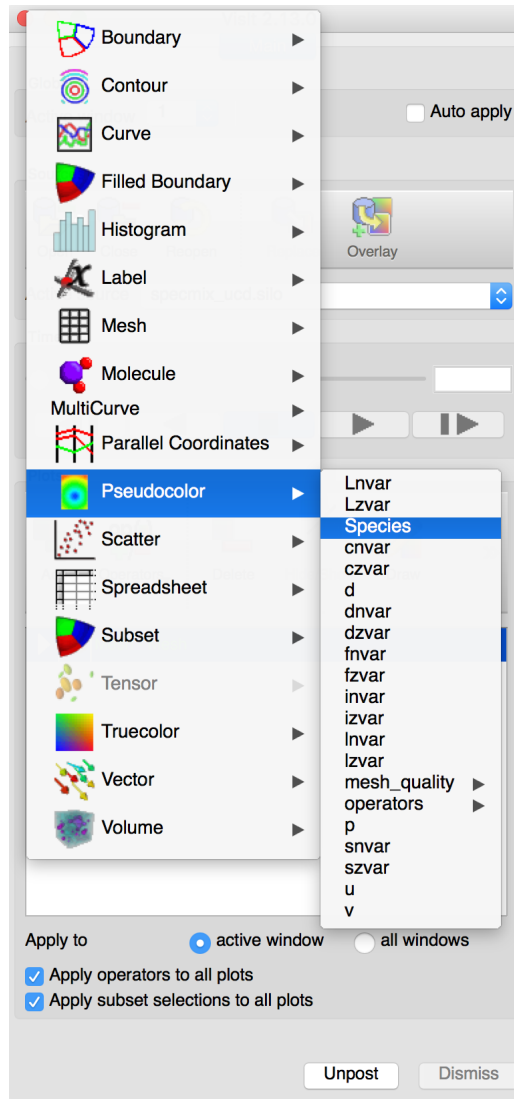 Boundary
Contour
Auto apply
Curve
Filled Boundary
Histogram
Overlay
Label
Mesh
Molecule
MultiCurve
Parallel Coordinates
Pseudocolor
Lnvar
Lzvar
Species
cnvar
czvar
d
dnvar
dzvar
fnvar
fzvar
invar
izvar
lnvar
lzvar
mesh_quality
operators
p
snvar
szvar
u
v
Scatter
Spreadsheet
Subset
Tensor
Truecolor
Vector
Volume
Apply to active window all windows
Apply operators to all plots
Apply subset selections to all plots
Unpost Dismiss